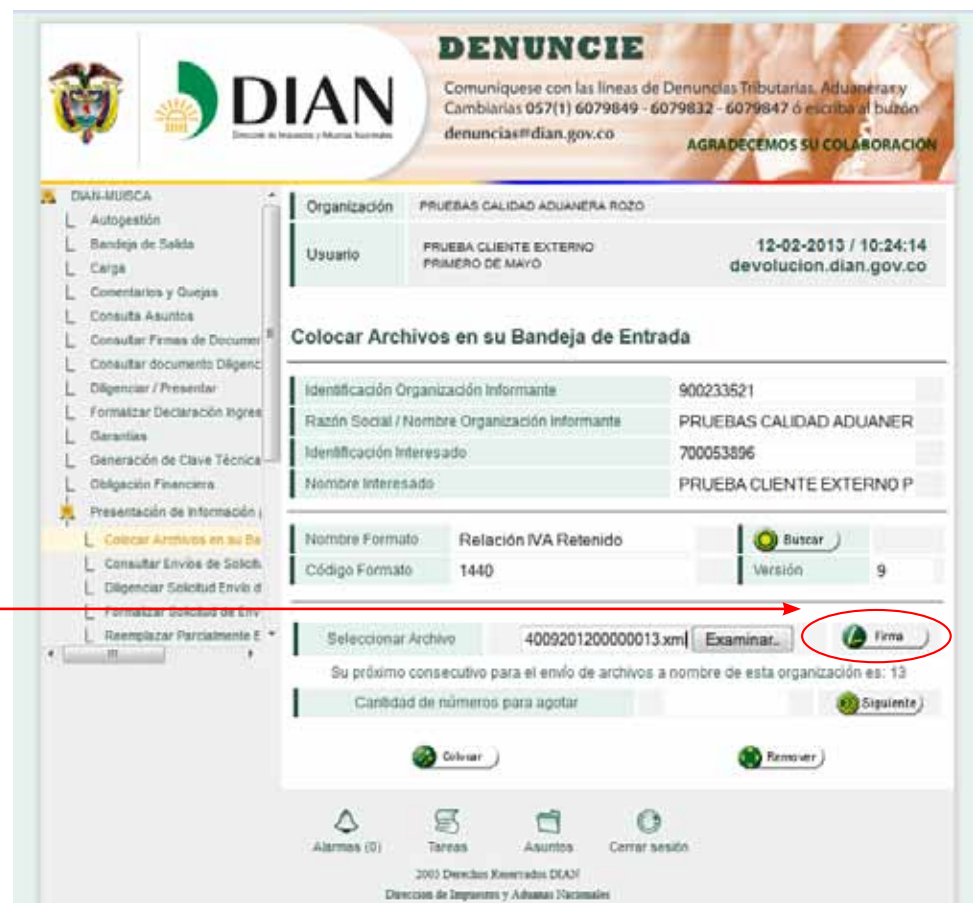 DENUNCIE
Comuniquese con las líneas de Denuncias Tributarias, Aduaneras y
Cambiarias 057(1) 6079849 - 6079832 - 6079847 ó escriba al buzón
denuncias@dian.gov.co
AGRADECEMOS SU COLABORACIÓN
DIAN
Dirección de Impuestos y Aduanas Nacionales
DIAN-MUISCA
Autogestión
Bandeja de Salida
Carga
Comentarios y Quejas
Consulta Asuntos
Consultar Firmas de Documen
Consultar documento Diligenc
Diligenciar / Presentar
Formalizar Declaración Ingres
Garantías
Generación de Clave Técnica
Obligación Financiera
Presentación de Información
Colocar Archivos en su Ba
Consultar Envíos de Solicit
Diligenciar Solicitud Envío d
Formalizar Solicitud de Env
Reemplazar Parcialmente E
Organización PRUEBAS CALIDAD ADUANERA ROZO
Usuario PRUEBA CLIENTE EXTERNO PRIMERO DE MAYO
12-02-2013 / 10:24:14
devolucion.dian.gov.co
Colocar Archivos en su Bandeja de Entrada
Identificación Organización Informante 900233521
Razón Social / Nombre Organización Informante PRUEBAS CALIDAD ADUANER
Identificación Interesado 700053896
Nombre Interesado PRUEBA CLIENTE EXTERNO P
Nombre Formato Relación IVA Retenido Buscar
Código Formato 1440 Versión 9
Seleccionar Archivo 4009201200000013.xml Examinar.. Firma
Su próximo consecutivo para el envío de archivos a nombre de esta organización es: 13
Cantidad de números para agotar Siguiente
Colocar Remover
Alarmas (0) Tareas Asuntos Cerrar sesión
2003 Derechos Reservados DIAN
Direccion de Impuestos y Aduanas Nacionales